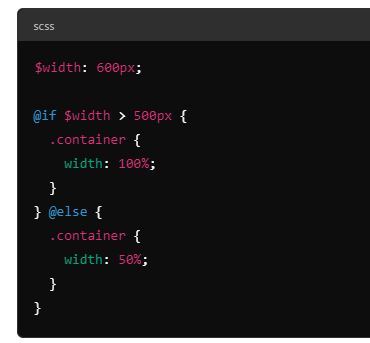 scss
$width: 600px;
@if $width > 500px {
  .container {
    width: 100%;
  }
} @else {
  .container {
    width: 50%;
  }
}